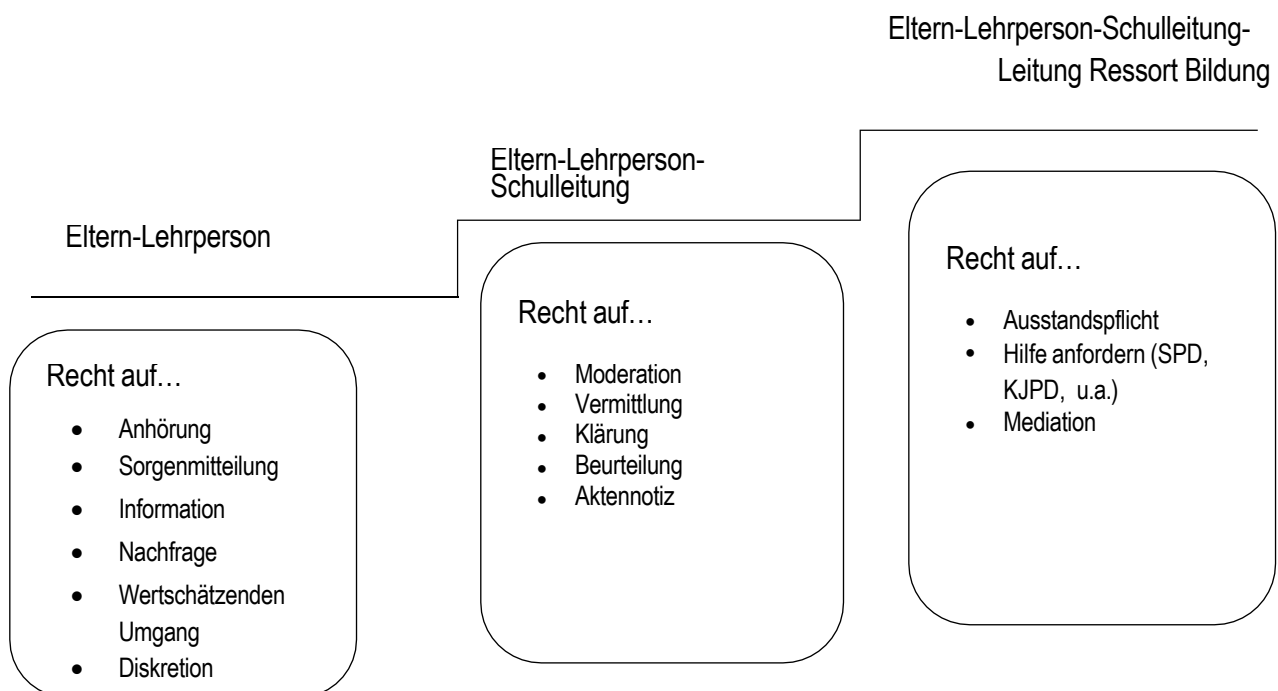 Eltern-Lehrperson
Recht auf…
• Anhörung
• Sorgenmitteilung
• Information
• Nachfrage
• Wertschätzenden
Umgang
• Diskretion
Eltern-Lehrperson-
Schulleitung
Recht auf…
• Moderation
• Vermittlung
• Klärung
• Beurteilung
• Aktennotiz
Eltern-Lehrperson-Schulleitung-
Leitung Ressort Bildung
Recht auf…
• Ausstandspflicht
• Hilfe anfordern (SPD,
KJPD, u.a.)
• Mediation